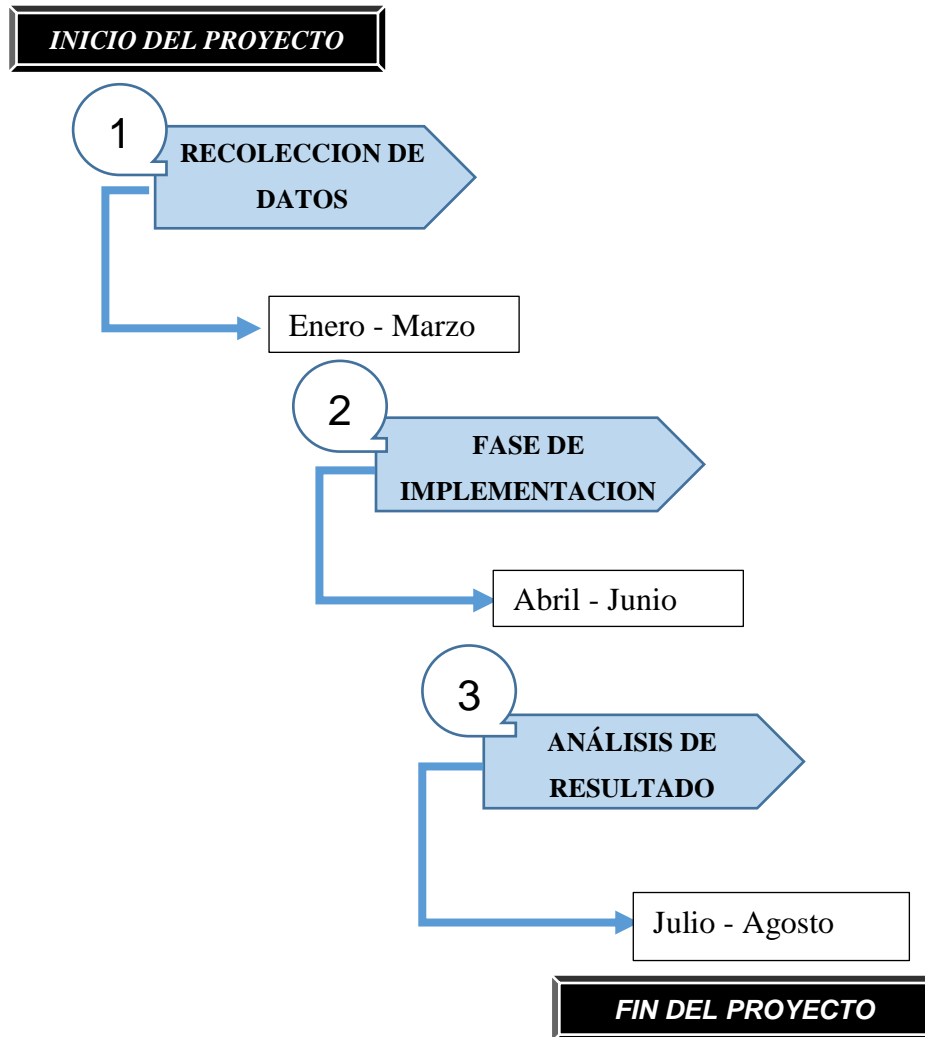 INICIO DEL PROYECTO
1
RECOLECCION DE
DATOS
Enero - Marzo
2
FASE DE
IMPLEMENTACION
Abril - Junio
3
ANÁLISIS DE
RESULTADO
Julio - Agosto
FIN DEL PROYECTO